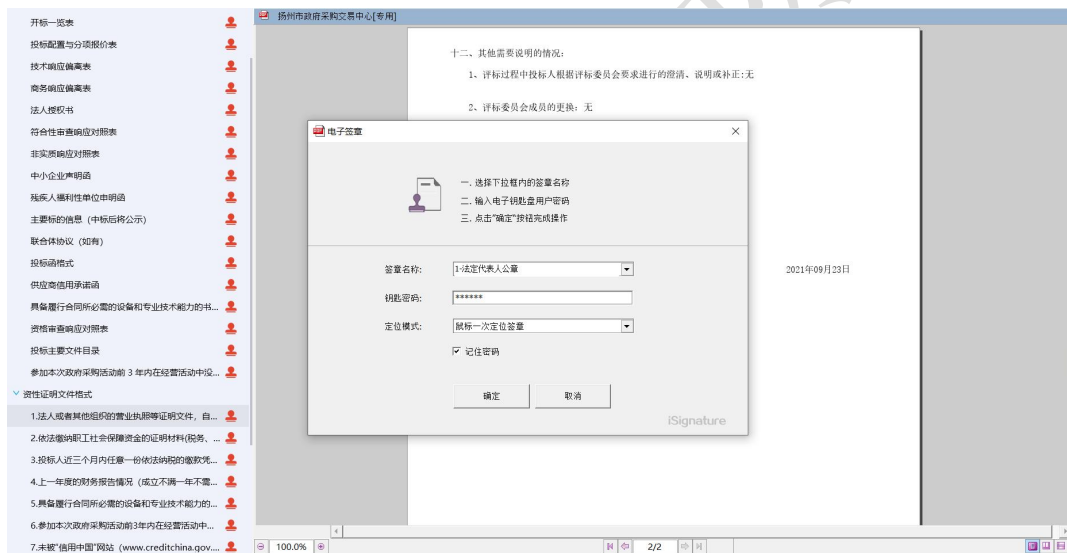 开标一览表
投标配置与分项报价表
技术响应偏离表
商务响应偏离表
法人授权书
符合性审查响应对照表
非实质响应对照表
中小企业声明函
残疾人福利性单位申明函
主要标的信息（中标后将公示）
联合体协议（如有）
投标函格式
供应商信用承诺函
具备履行合同所必需的设备和专业技术能力的书...
资格审查响应对照表
投标主要文件目录
参加本次政府采购活动前 3 年内在经营活动中没...
资性证明文件格式
1.法人或者其他组织的营业执照等证明文件，自...
2.依法缴纳职工社会保障资金的证明材料(税务、...
3.投标人近三个月内任意一份依法纳税的缴款凭...
4.上一年度的财务报告情况（成立不满一年不需...
5.具备履行合同所必需的设备和专业技术能力的...
6.参加本次政府采购活动前3年内在经营活动中...
7.未被"信用中国"网站（www.creditchina.gov....
扬州市政府采购交易中心[专用]
十二、其他需要说明的情况：
1、评标过程中投标人根据评标委员会要求进行的澄清、说明或补正:无
2、评标委员会成员的更换：无
电子签章
一. 选择下拉框内的签章名称
二. 输入电子钥匙盘用户密码
三. 点击"确定"按钮完成操作
签章名称:
1-法定代表人公章
钥匙密码:
******
定位模式:
鼠标一次定位签章
记住密码
确定
取消
iSignature
2021年09月23日
100.0%
2/2